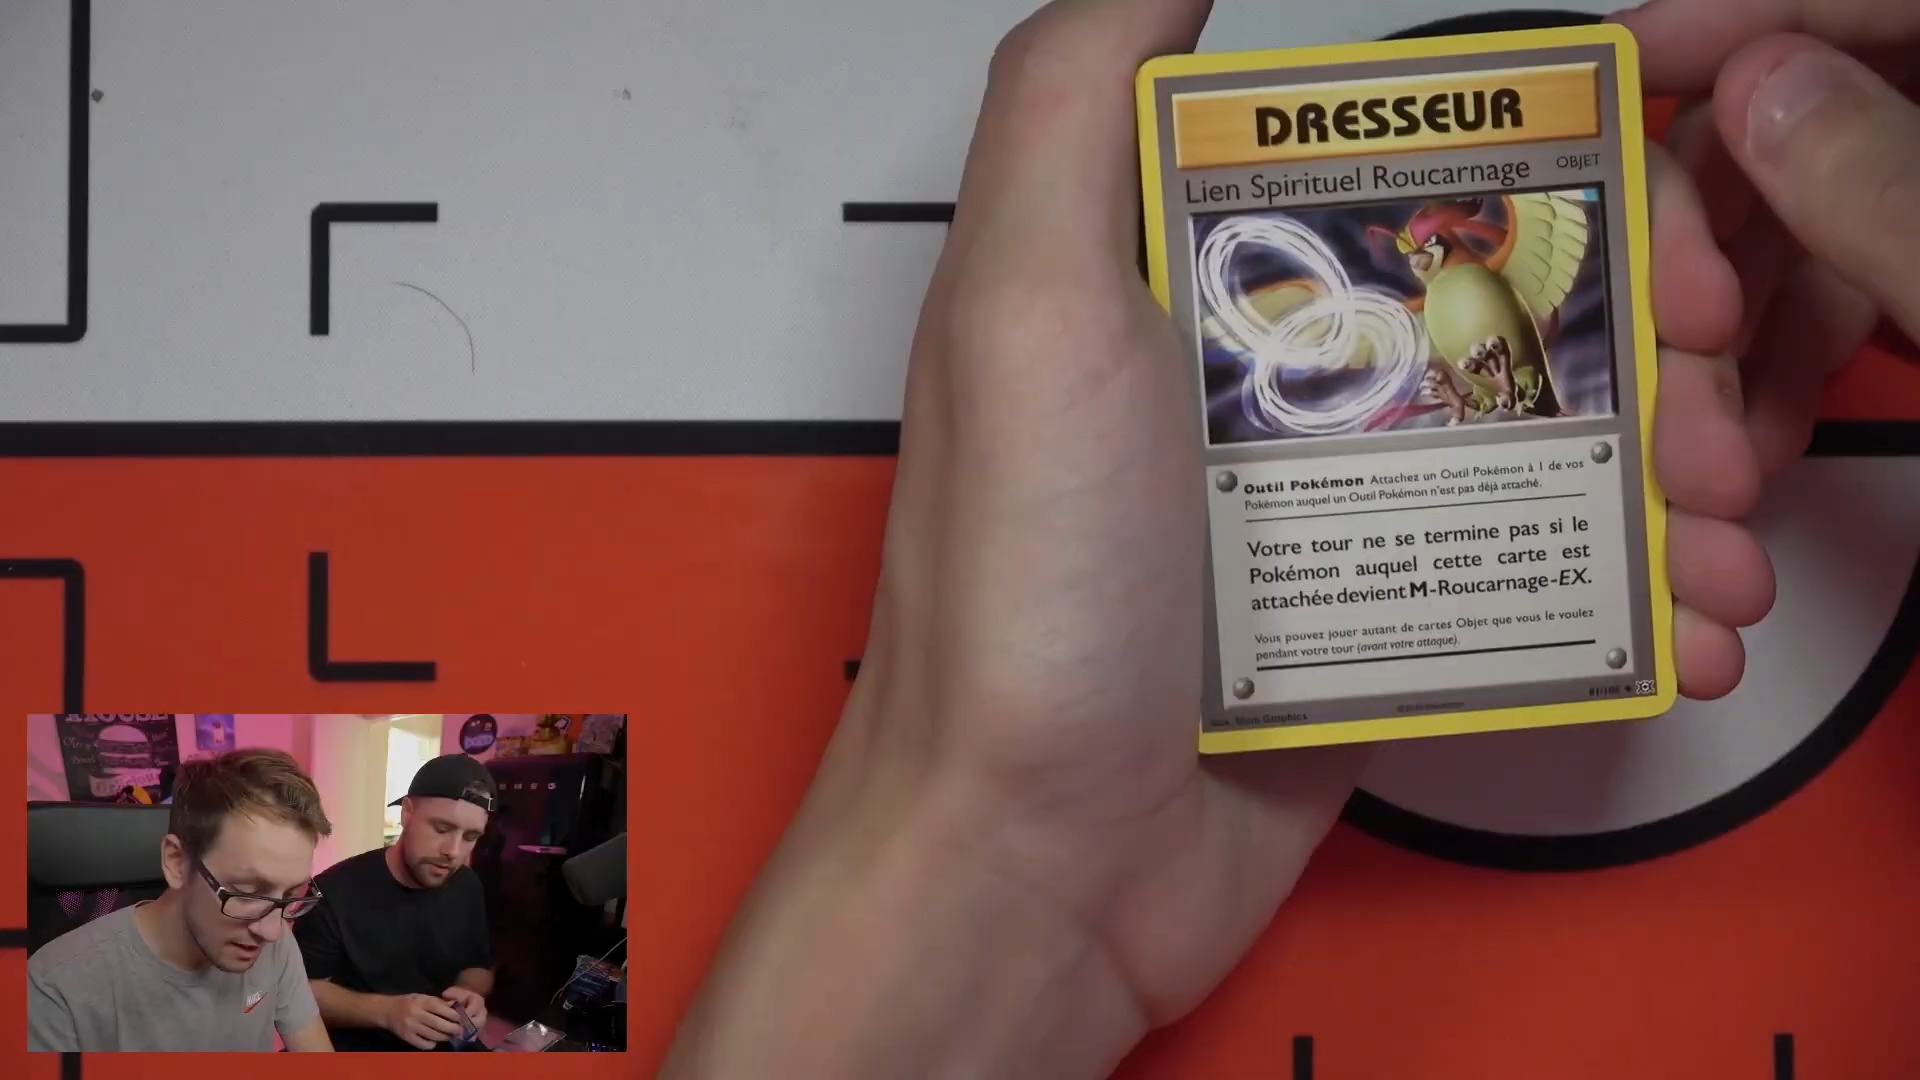 DRESSEUR
Lien Spirituel Roucarnage
OBJET
Outil Pokémon Attachez un Outil Pokémon à 1 de vos
Pokémon auquel un Outil Pokémon n'est pas déjà attaché.
Votre tour ne se termine pas si le
Pokémon auquel cette carte est
attachée devient M-Roucarnage-EX.
Vous pouvez jouer autant de cartes Objet que vous le voulez
pendant votre tour (avant votre attaque).